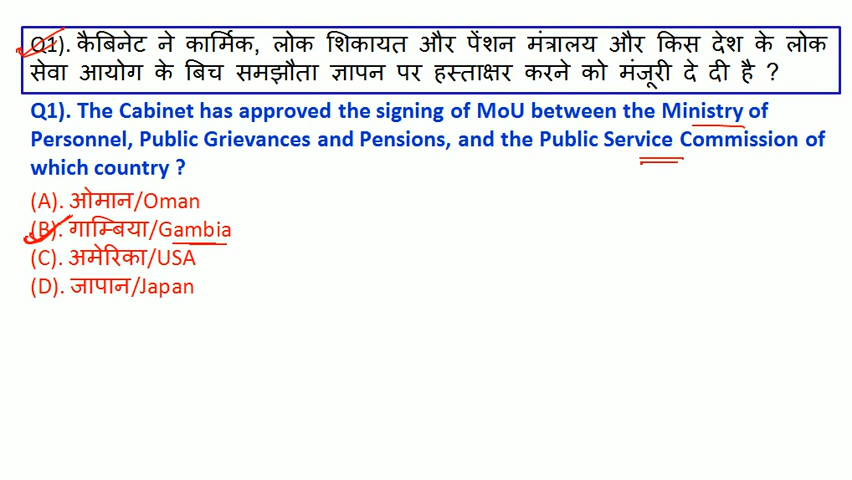 Q1). कैबिनेट ने कार्मिक, लोक शिकायत और पेंशन मंत्रालय और किस देश के लोक
सेवा आयोग के बिच समझौता ज्ञापन पर हस्ताक्षर करने को मंजूरी दे दी है ?
Q1). The Cabinet has approved the signing of MoU between the Ministry of
Personnel, Public Grievances and Pensions, and the Public Service Commission of
which country ?
(A). ओमान/Oman
(B). गाम्बिया/Gambia
(C). अमेरिका/USA
(D). जापान/Japan